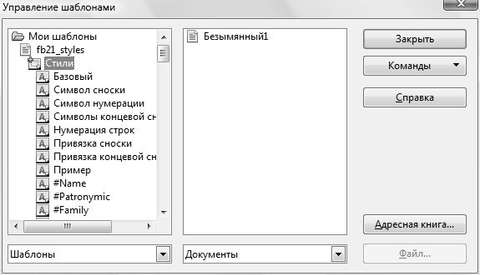 Управление шаблонами
Мои шаблоны
fb21_styles
Стили
Базовый
Символ сноски
Символ нумерации
Символы концевой сн
Нумерация строк
Привязка сноски
Привязка концевой сн
Пример
#Name
#Patronymic
#Family
Шаблоны
Безымянный1
Документы
Закрыть
Команды
Справка
Адресная книга...
Файл...